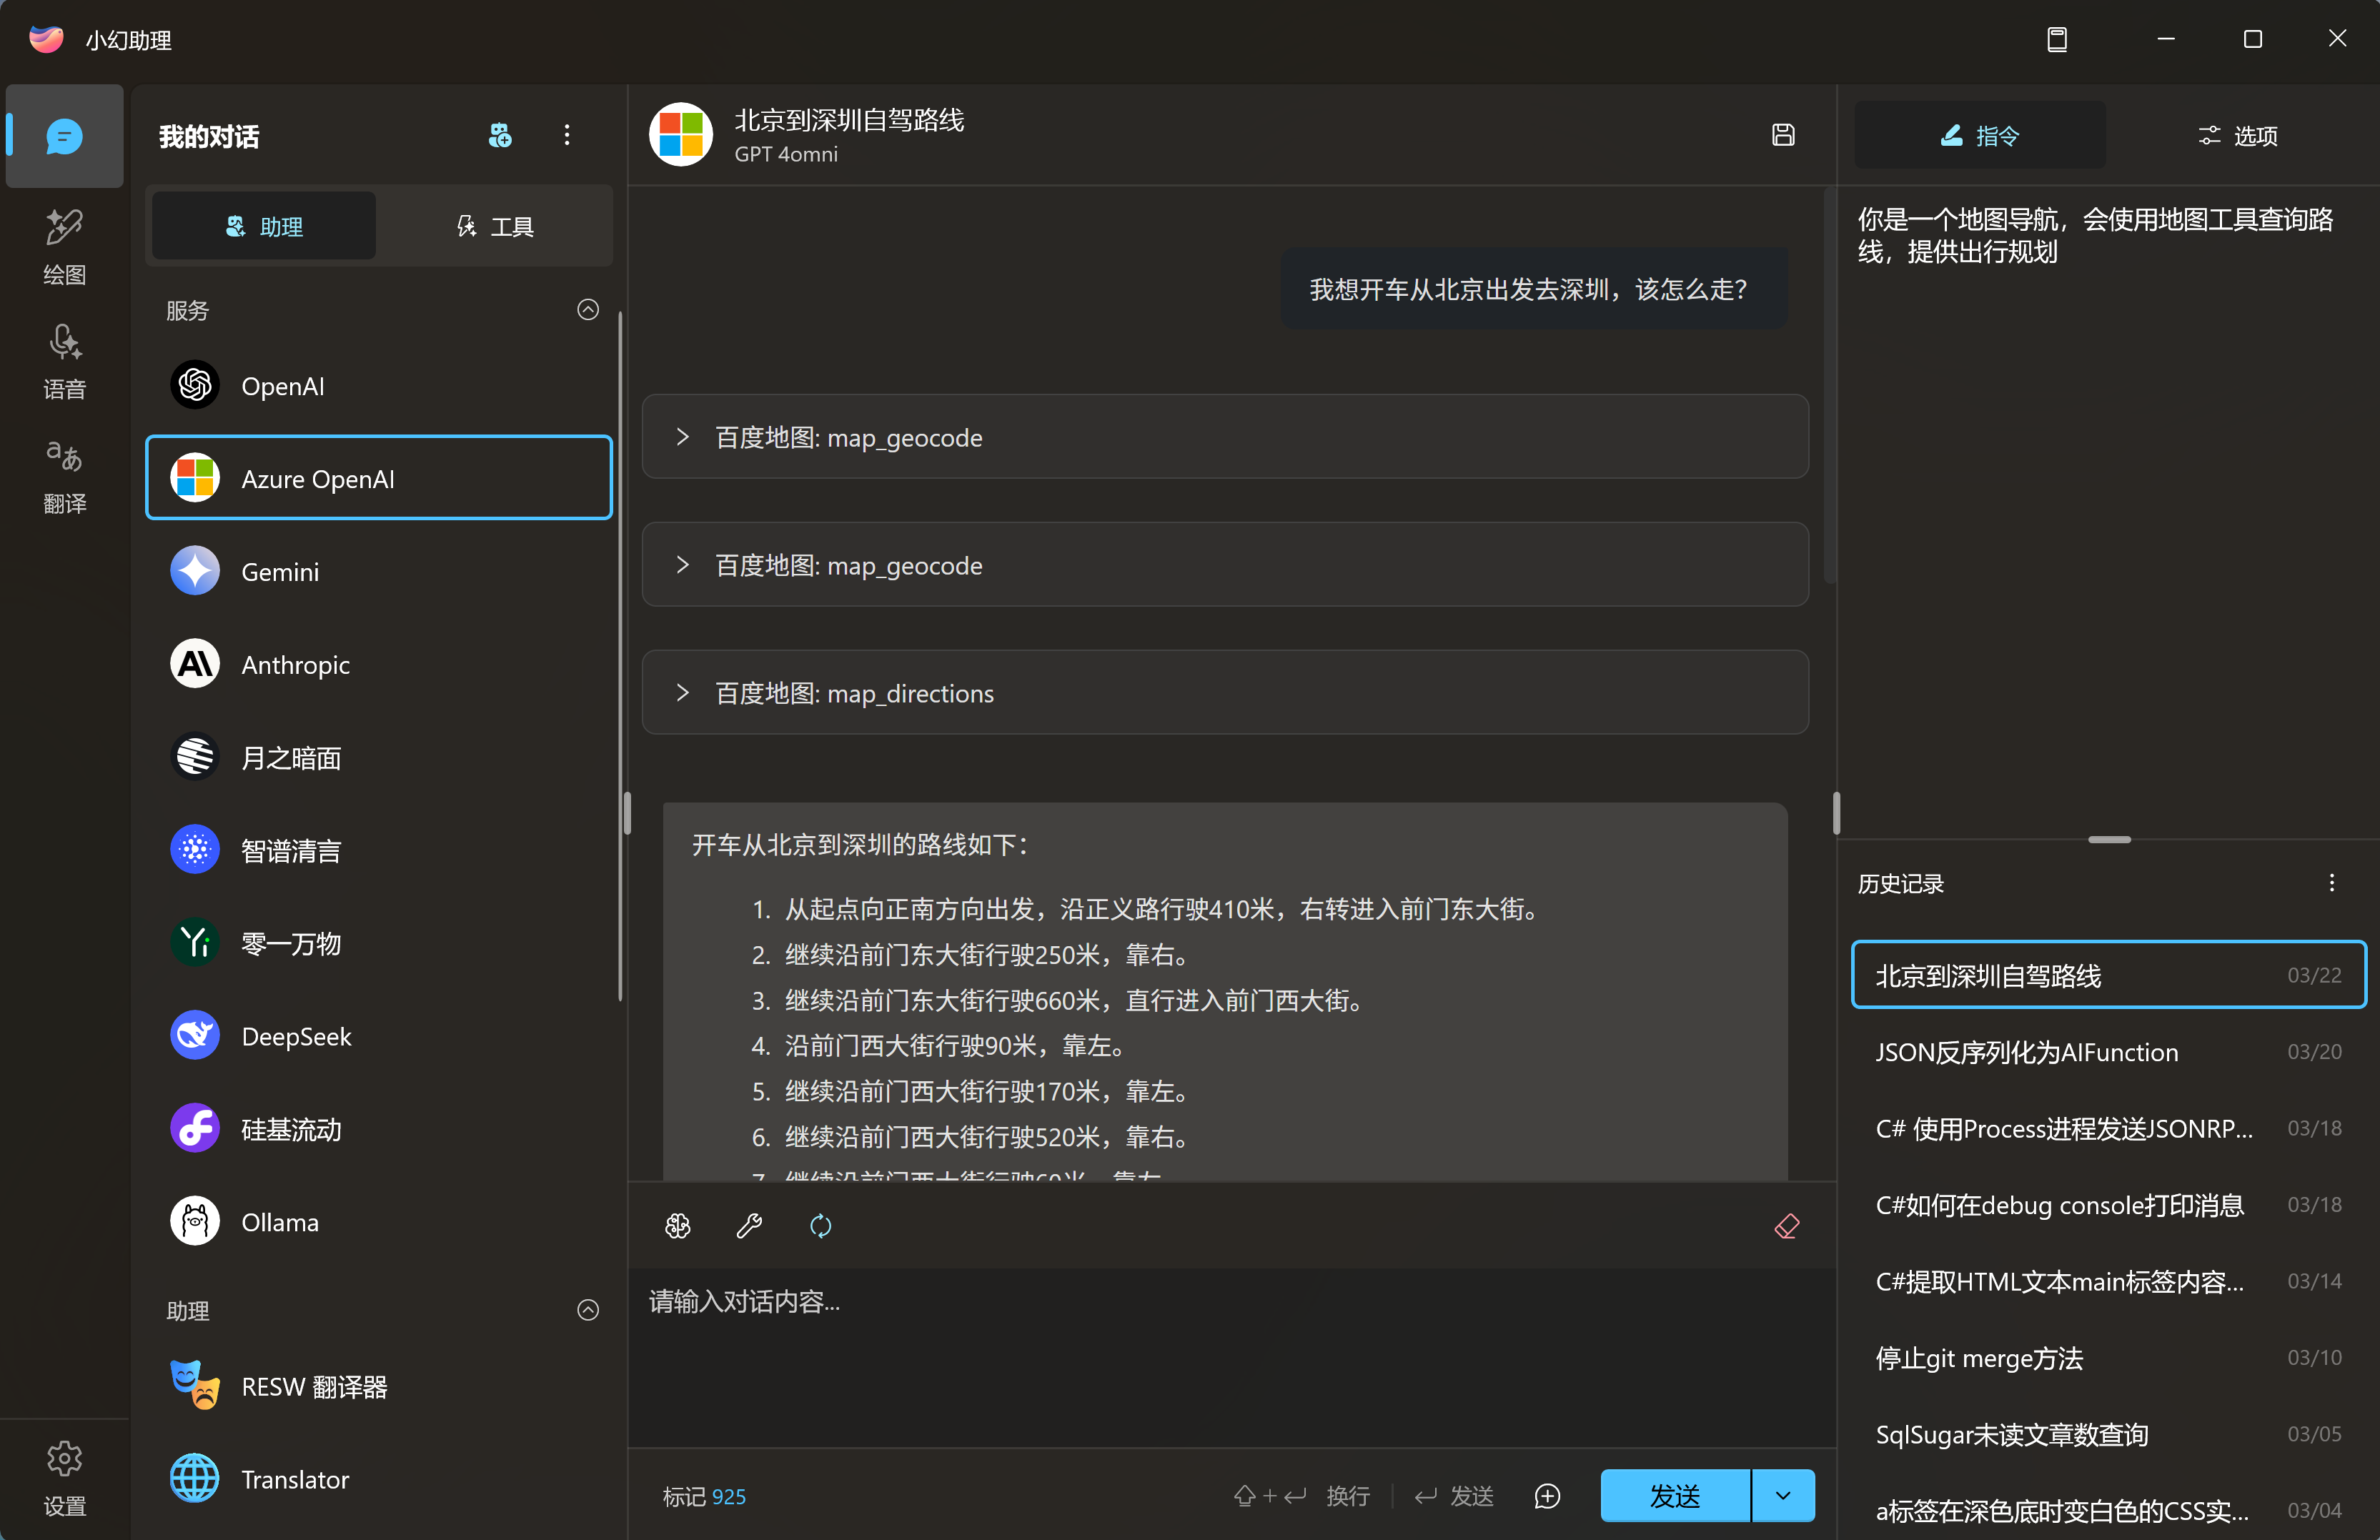 小幻助理
绘图
语音
翻译
设置
我的对话
助理
工具
服务
OpenAI
Azure OpenAI
Gemini
Anthropic
月之暗面
智谱清言
零一万物
DeepSeek
硅基流动
Ollama
助理
RESW 翻译器
Translator
北京到深圳自驾路线
GPT 4omni
我想开车从北京出发去深圳，该怎么走？
百度地图: map_geocode
百度地图: map_geocode
百度地图: map_directions
开车从北京到深圳的路线如下：
1. 从起点向正南方向出发，沿正义路行驶410米，右转进入前门东大街。
2. 继续沿前门东大街行驶250米，靠右。
3. 继续沿前门东大街行驶660米，直行进入前门西大街。
4. 沿前门西大街行驶90米，靠左。
5. 继续沿前门西大街行驶170米，靠左。
6. 继续沿前门西大街行驶520米，靠右。
请输入对话内容...
标记 925
换行
发送
发送
指令
选项
你是一个地图导航，会使用地图工具查询路
线，提供出行规划
历史记录
北京到深圳自驾路线 03/22
JSON反序列化为AIFunction 03/20
C# 使用Process进程发送JSONRP... 03/18
C#如何在debug console打印消息 03/18
C#提取HTML文本main标签内容... 03/14
停止git merge方法 03/10
SqlSugar未读文章数查询 03/05
a标签在深色底时变白色的CSS实... 03/04